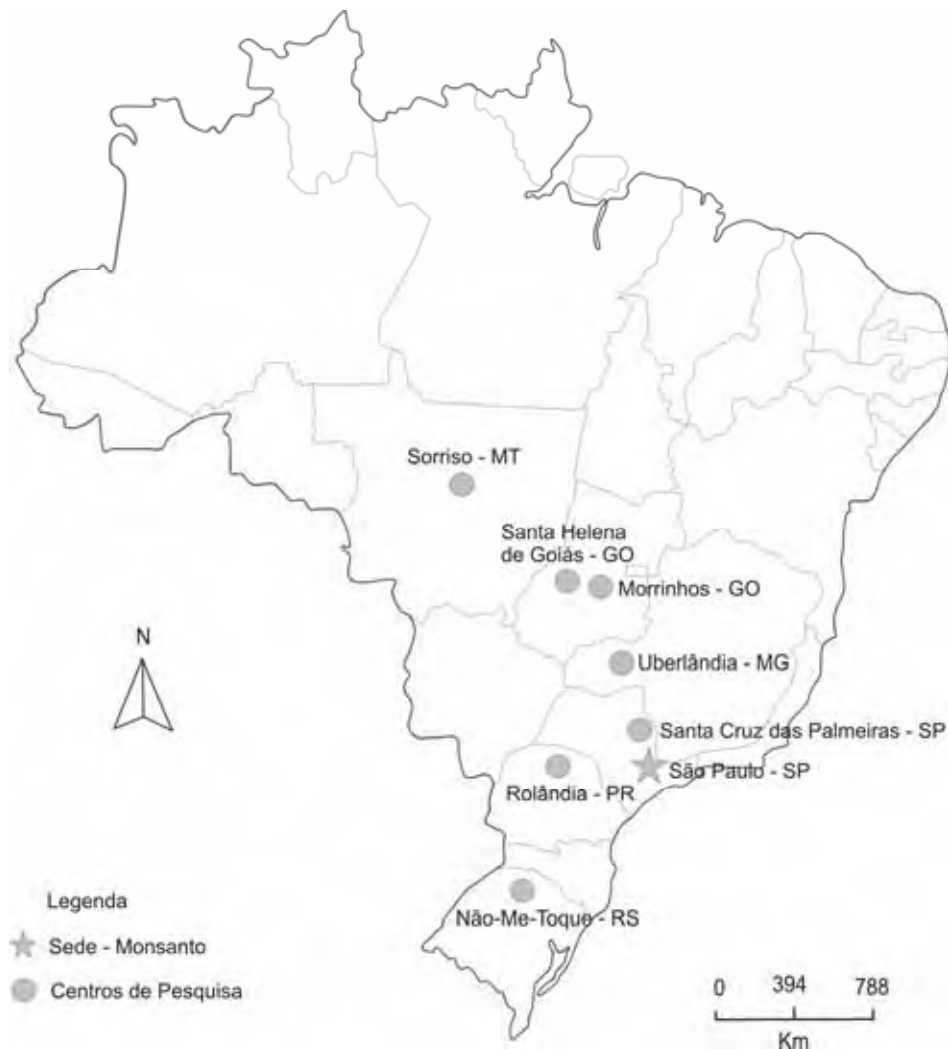 Sorriso - MT
Santa Helena
de Goiás - GO
Morrinhos - GO
N
Uberlândia - MG
Santa Cruz das Palmeiras - SP
São Paulo - SP
Rolândia - PR
Não-Me-Toque - RS
Legenda
Sede - Monsanto
Centros de Pesquisa
0 394 788
Km